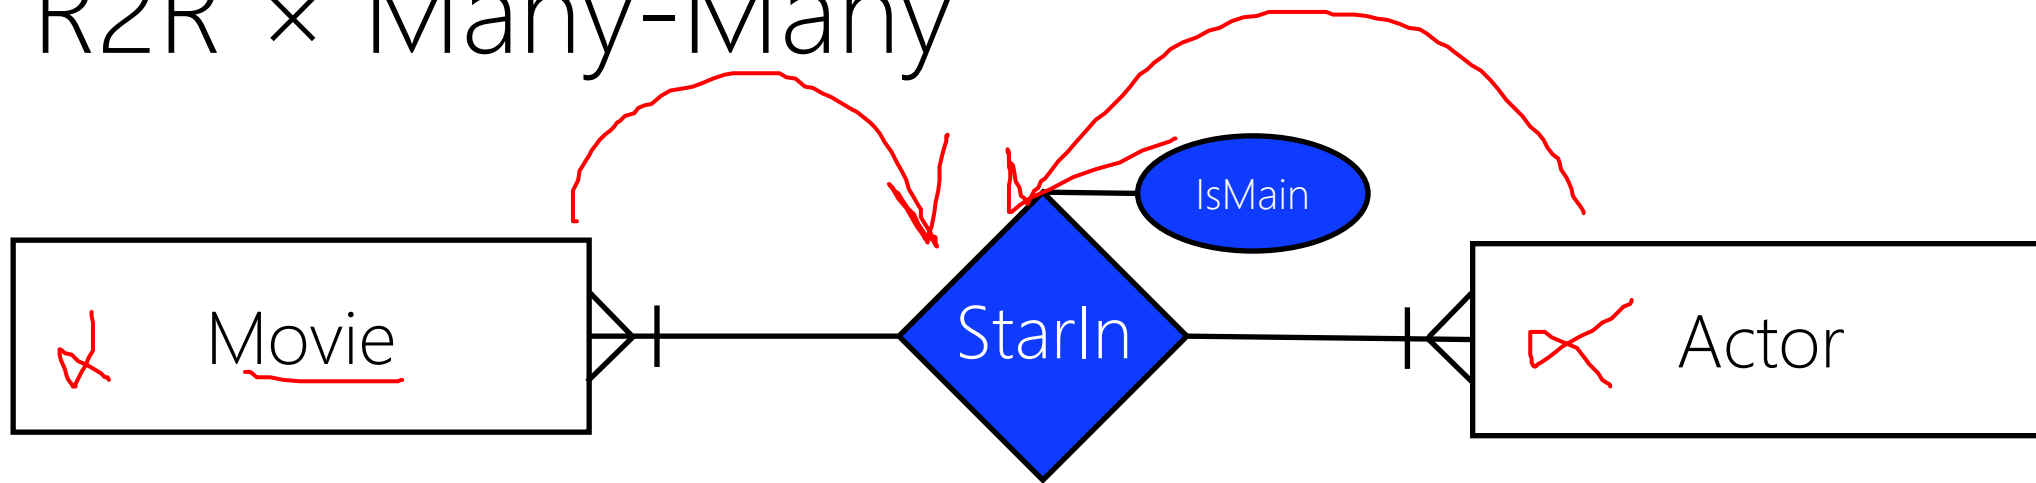 R2R × Many-Many
IsMain
Movie
StarIn
Actor